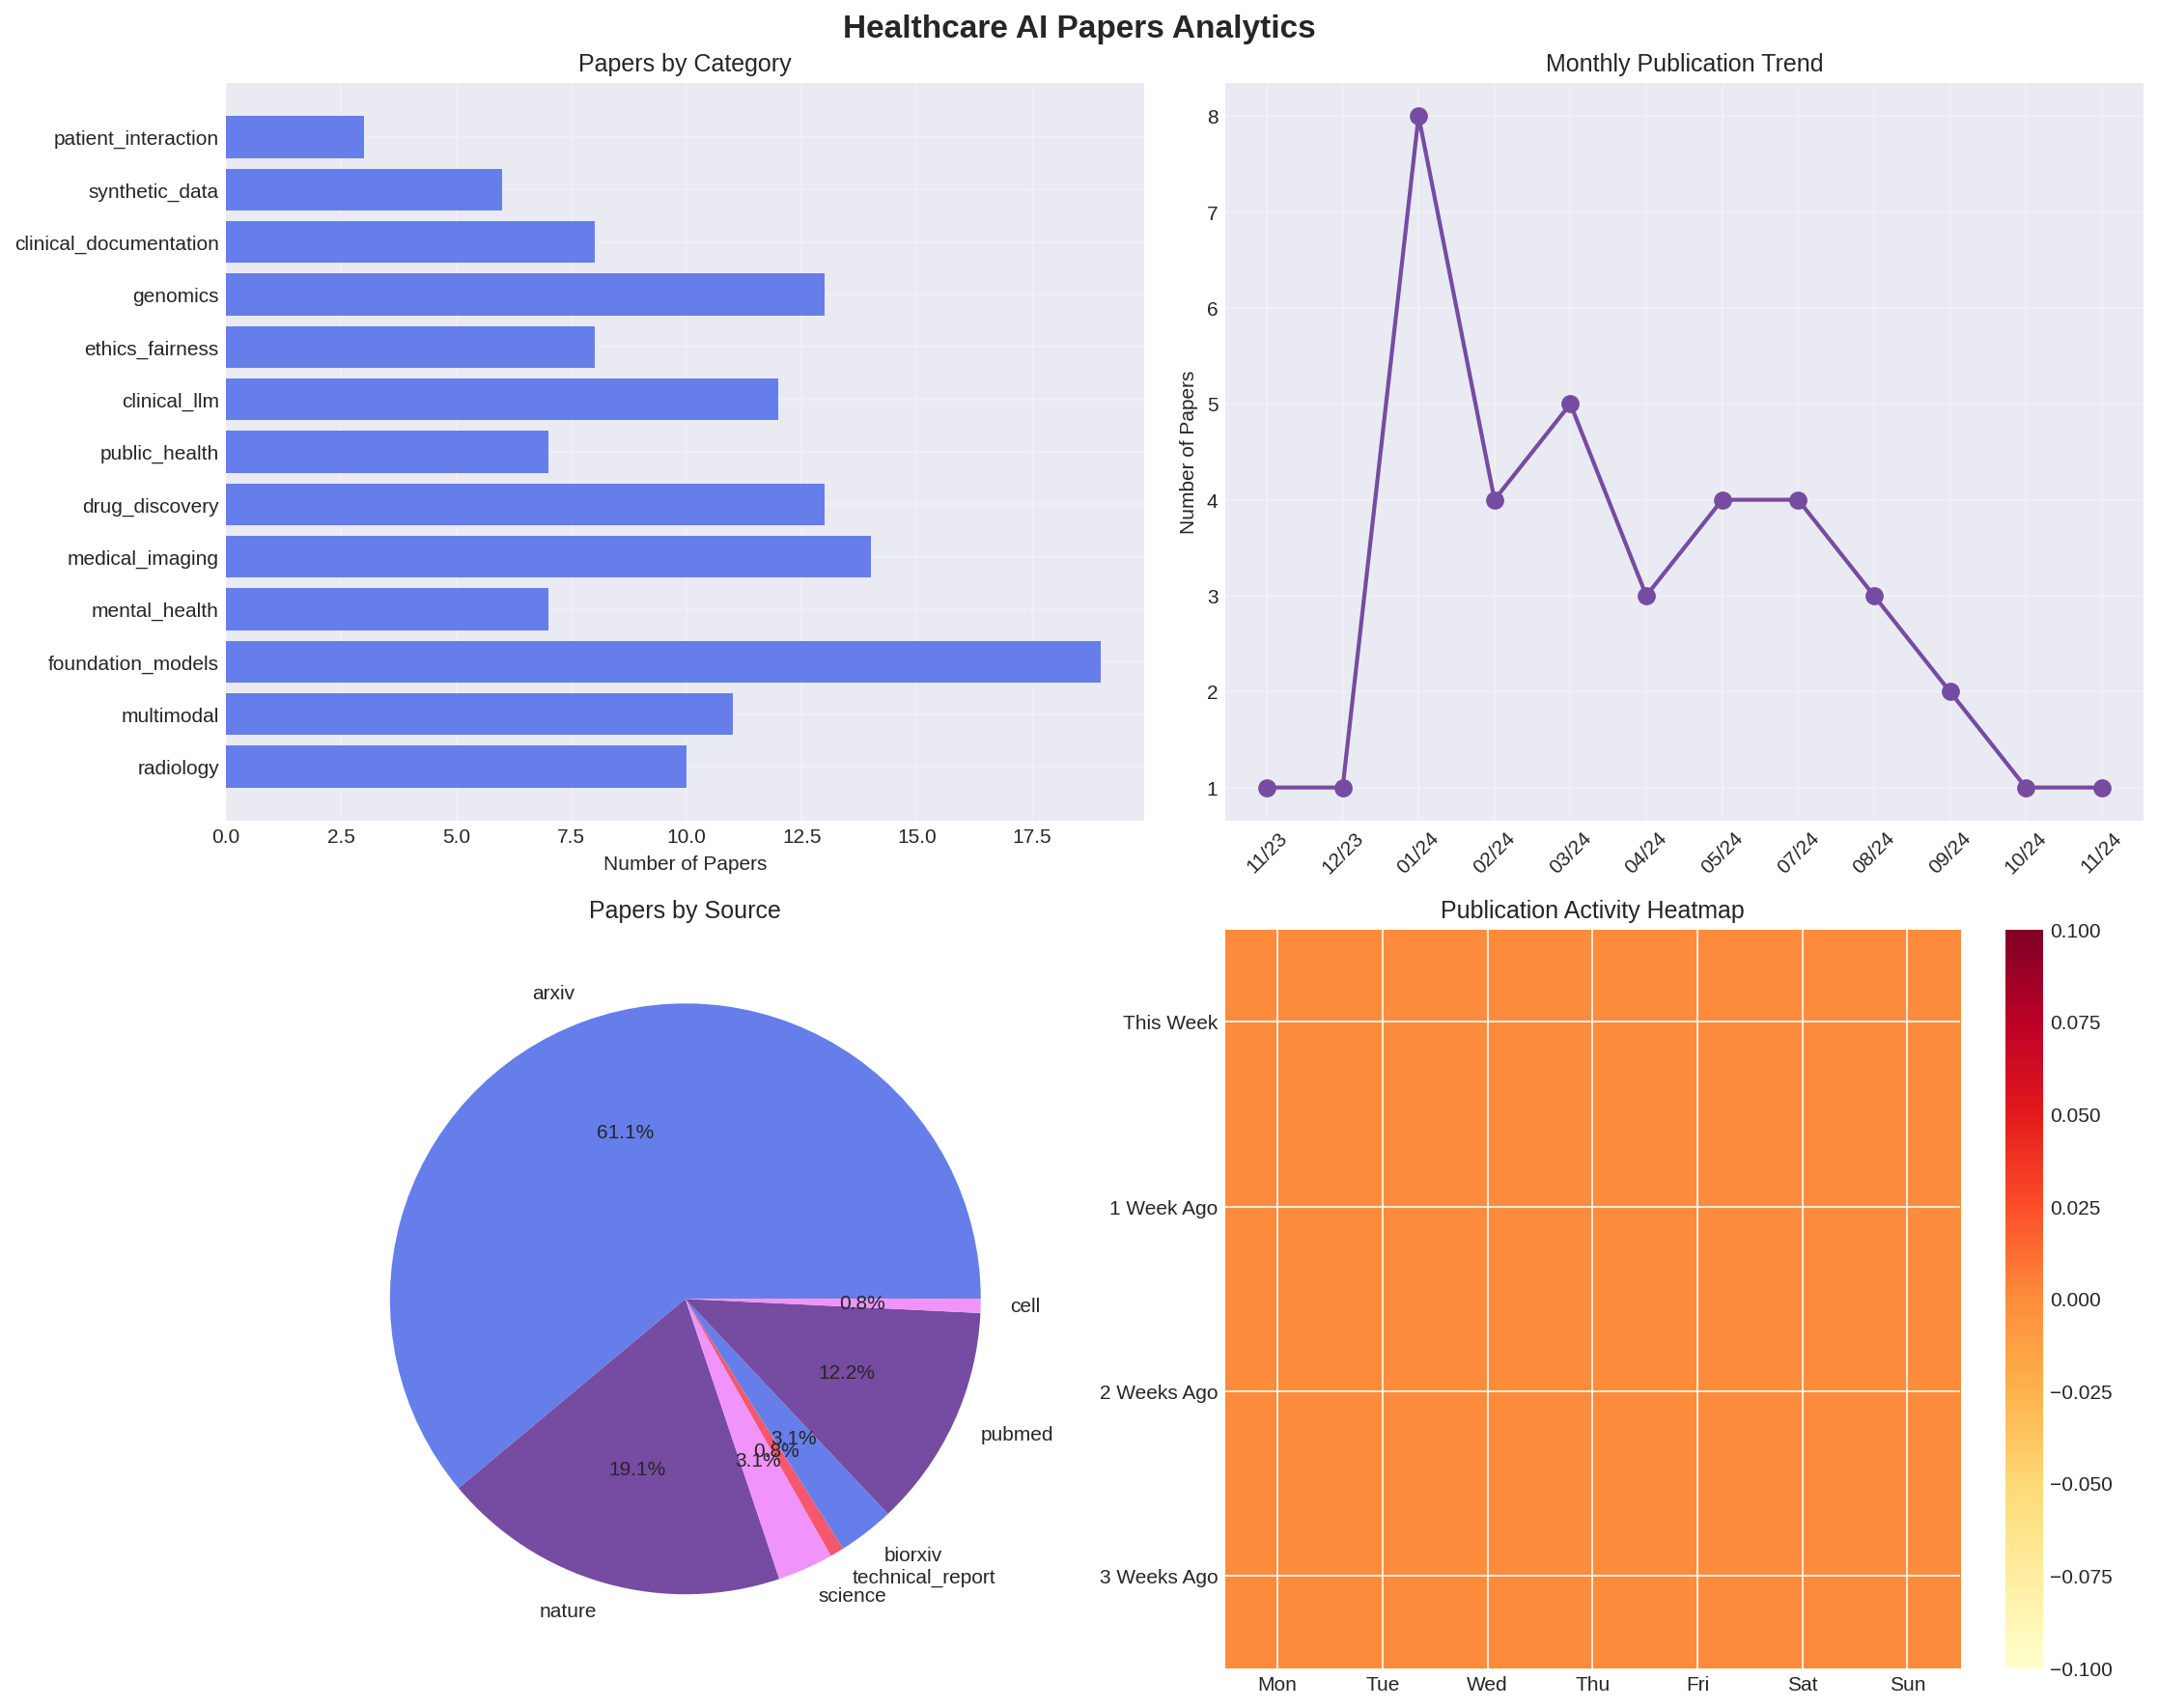 Healthcare AI Papers Analytics
Papers by Category
patient_interaction
synthetic_data
clinical_documentation
genomics
ethics_fairness
clinical_llm
public_health
drug_discovery
medical_imaging
mental_health
foundation_models
multimodal
radiology
0.0 2.5 5.0 7.5 10.0 12.5 15.0 17.5
Number of Papers
Monthly Publication Trend
Number of Papers
8
7
6
5
4
3
2
1
11/23 12/23 01/24 02/24 03/24 04/24 05/24 07/24 08/24 09/24 10/24 11/24
Papers by Source
arxiv
61.1%
cell
0.8%
12.2%
pubmed
3.1%
0.8%
3.1%
19.1%
biorxiv
technical_report
science
nature
Publication Activity Heatmap
This Week
1 Week Ago
2 Weeks Ago
3 Weeks Ago
Mon Tue Wed Thu Fri Sat Sun
0.100
0.075
0.050
0.025
0.000
−0.025
−0.050
−0.075
−0.100